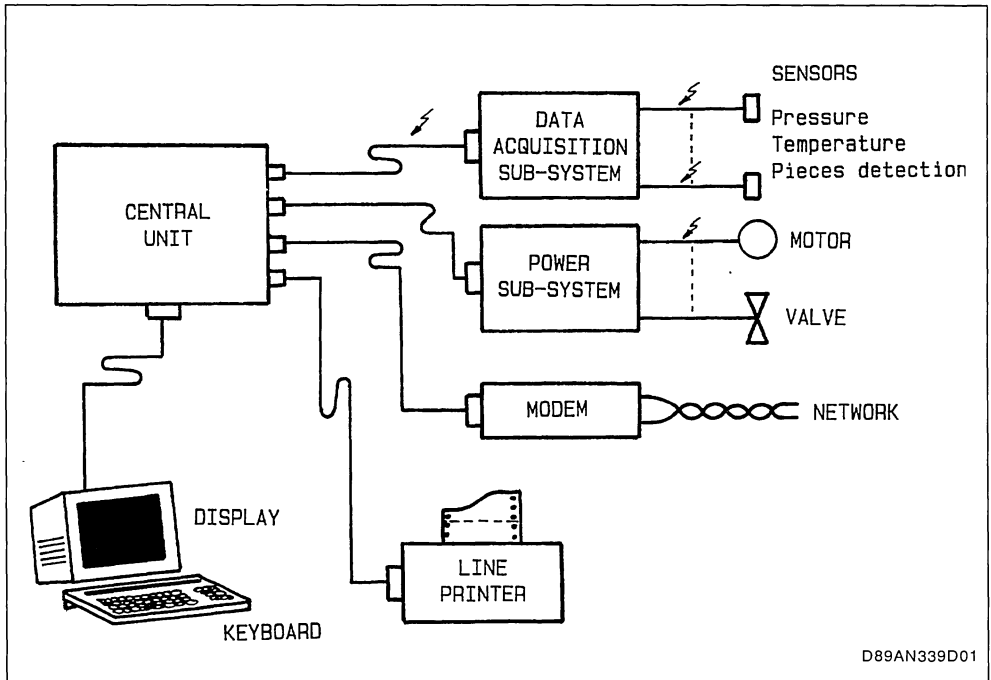 SENSORS
DATA
ACQUISITION
SUB-SYSTEM
Pressure
Temperature
Pieces detection
CENTRAL
UNIT
POWER
SUB-SYSTEM
MOTOR
VALVE
MODEM
NETWORK
DISPLAY
LINE
PRINTER
KEYBOARD
D89AN339D01